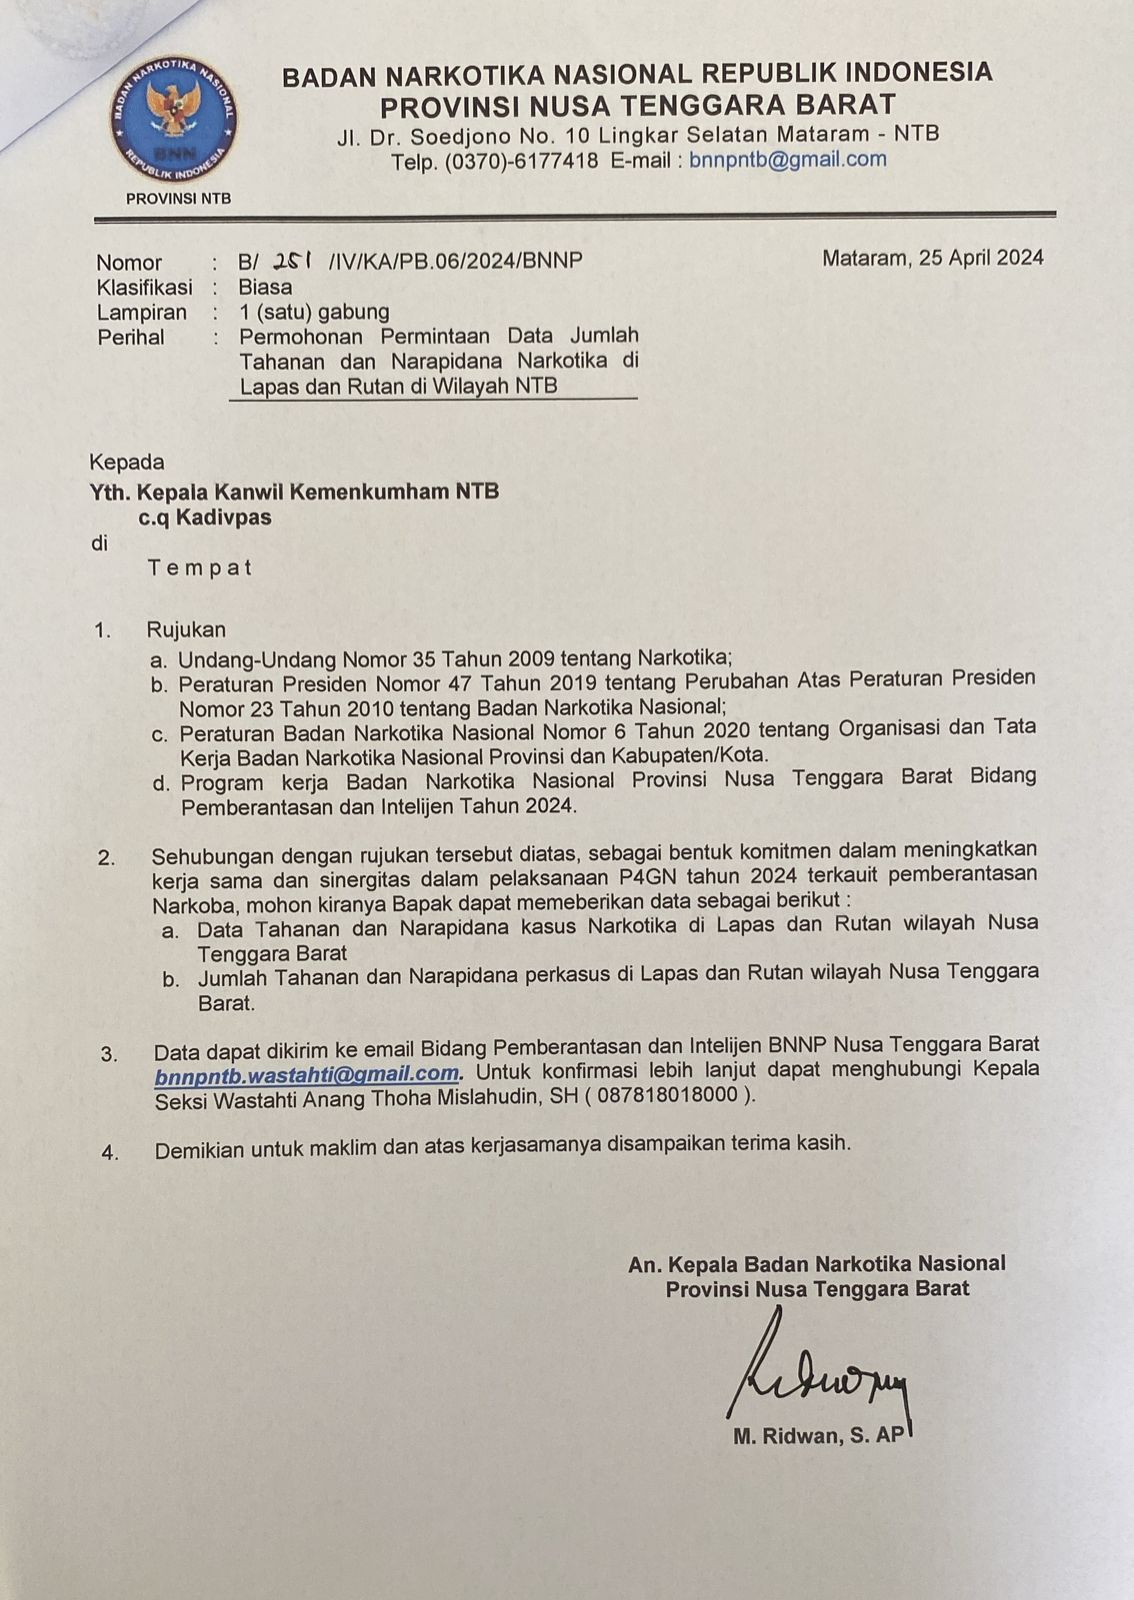 BADAN NARKOTIKA NASIONAL
BNN
REPUBLIK INDONESIA
PROVINSI NTB
BADAN NARKOTIKA NASIONAL REPUBLIK INDONESIA
PROVINSI NUSA TENGGARA BARAT
Jl. Dr. Soedjono No. 10 Lingkar Selatan Mataram - NTB
Telp. (0370)-6177418 E-mail : bnnpntb@gmail.com
Nomor : B/ 251 /IV/KA/PB.06/2024/BNNP
Mataram, 25 April 2024
Klasifikasi : Biasa
Lampiran : 1 (satu) gabung
Perihal : Permohonan Permintaan Data Jumlah
Tahanan dan Narapidana Narkotika di
Lapas dan Rutan di Wilayah NTB
Kepada
Yth. Kepala Kanwil Kemenkumham NTB
c.q Kadivpas
di
T e m p a t
1. Rujukan
a. Undang-Undang Nomor 35 Tahun 2009 tentang Narkotika;
b. Peraturan Presiden Nomor 47 Tahun 2019 tentang Perubahan Atas Peraturan Presiden
Nomor 23 Tahun 2010 tentang Badan Narkotika Nasional;
c. Peraturan Badan Narkotika Nasional Nomor 6 Tahun 2020 tentang Organisasi dan Tata
Kerja Badan Narkotika Nasional Provinsi dan Kabupaten/Kota.
d. Program kerja Badan Narkotika Nasional Provinsi Nusa Tenggara Barat Bidang
Pemberantasan dan Intelijen Tahun 2024.
2. Sehubungan dengan rujukan tersebut diatas, sebagai bentuk komitmen dalam meningkatkan
kerja sama dan sinergitas dalam pelaksanaan P4GN tahun 2024 terkauit pemberantasan
Narkoba, mohon kiranya Bapak dapat memeberikan data sebagai berikut :
a. Data Tahanan dan Narapidana kasus Narkotika di Lapas dan Rutan wilayah Nusa
Tenggara Barat
b. Jumlah Tahanan dan Narapidana perkasus di Lapas dan Rutan wilayah Nusa Tenggara
Barat.
3. Data dapat dikirim ke email Bidang Pemberantasan dan Intelijen BNNP Nusa Tenggara Barat
bnnpntb.wastahti@gmail.com. Untuk konfirmasi lebih lanjut dapat menghubungi Kepala
Seksi Wastahti Anang Thoha Mislahudin, SH ( 087818018000 ).
4. Demikian untuk maklim dan atas kerjasamanya disampaikan terima kasih.
An. Kepala Badan Narkotika Nasional
Provinsi Nusa Tenggara Barat
M. Ridwan, S. AP